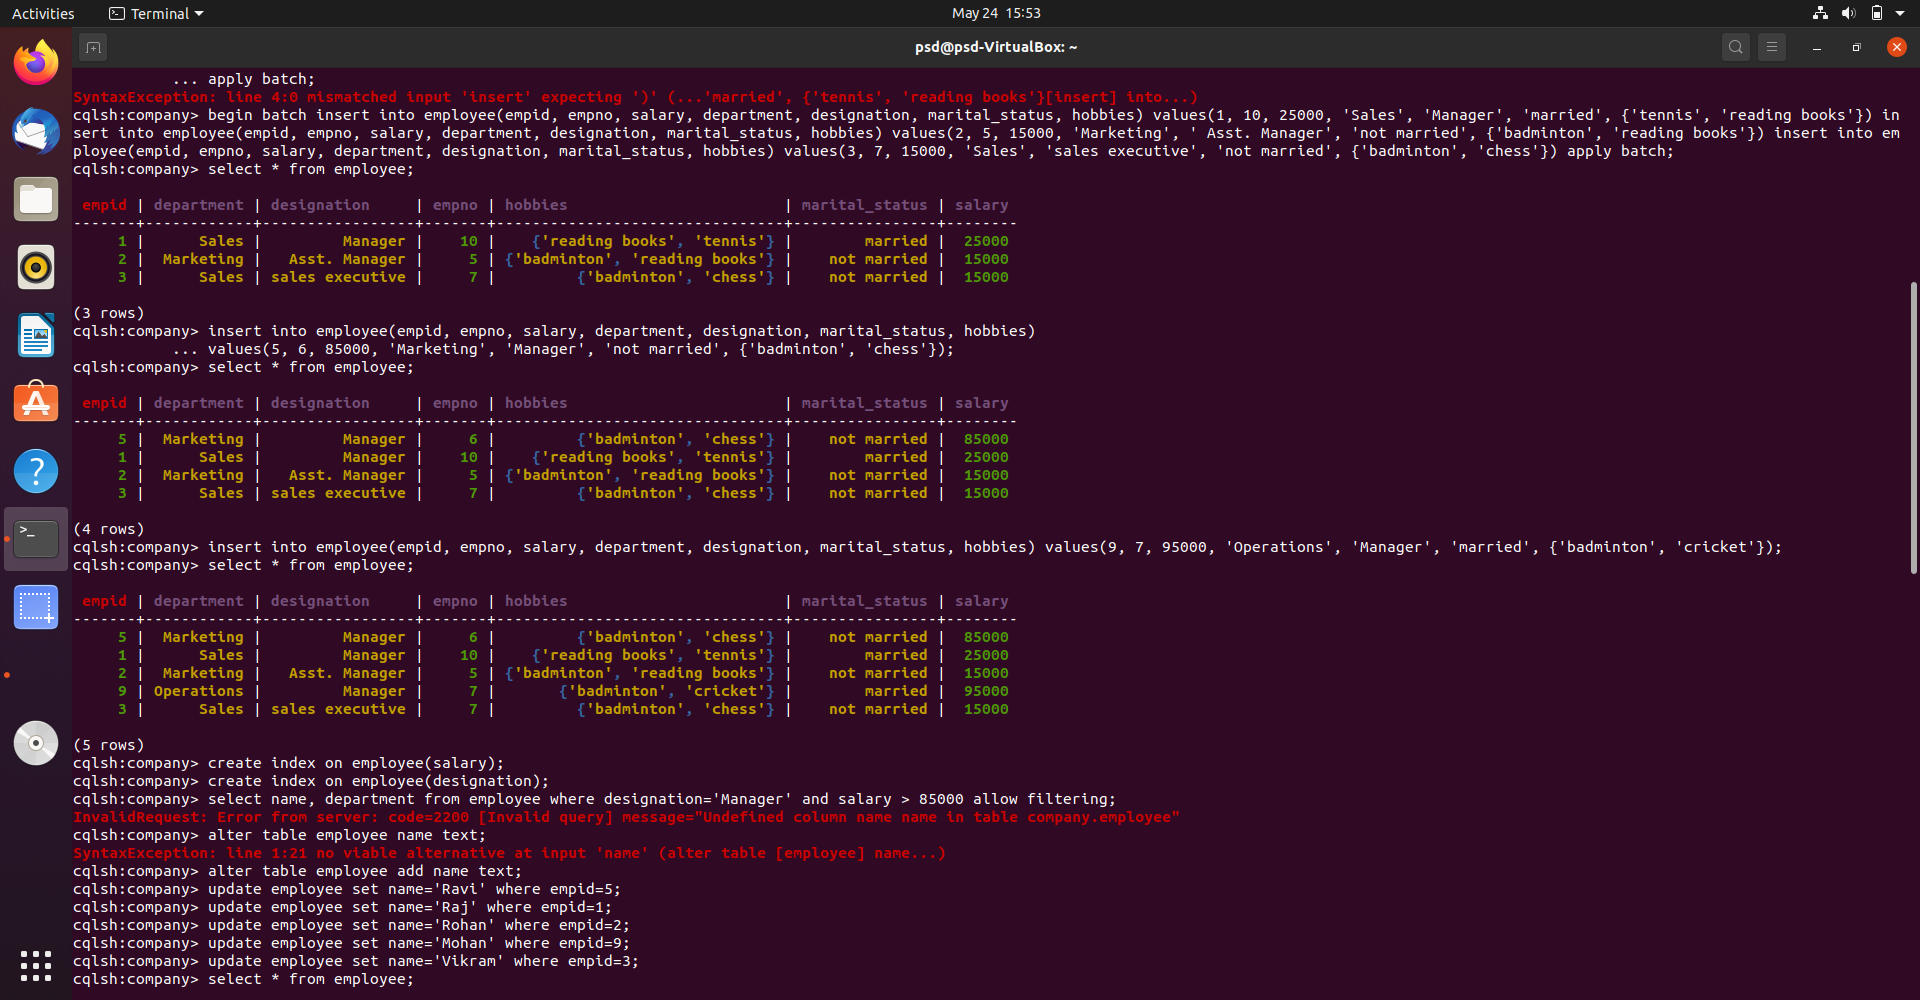 Activities
Terminal
May 24 15:53
psd@psd-VirtualBox: ~
... apply batch;
SyntaxException: line 4:0 mismatched input 'insert' expecting ')' (...'married', {'tennis', 'reading books'}[insert] into...)
cqlsh:company> begin batch insert into employee(empid, empno, salary, department, designation, marital_status, hobbies) values(1, 10, 25000, 'Sales', 'Manager', 'married', {'tennis', 'reading books'}) in
sert into employee(empid, empno, salary, department, designation, marital_status, hobbies) values(2, 5, 15000, 'Marketing', ' Asst. Manager', 'not married', {'badminton', 'reading books'}) insert into em
ployee(empid, empno, salary, department, designation, marital_status, hobbies) values(3, 7, 15000, 'Sales', 'sales executive', 'not married', {'badminton', 'chess'}) apply batch;
cqlsh:company> select * from employee;
empid | department | designation | empno | hobbies | marital_status | salary
-------+------------+-----------------+-------+--------------------------------+----------------+--------
1 | Sales | Manager | 10 | {'reading books', 'tennis'} | married | 25000
2 | Marketing | Asst. Manager | 5 | {'badminton', 'reading books'} | not married | 15000
3 | Sales | sales executive | 7 | {'badminton', 'chess'} | not married | 15000
(3 rows)
cqlsh:company> insert into employee(empid, empno, salary, department, designation, marital_status, hobbies)
... values(5, 6, 85000, 'Marketing', 'Manager', 'not married', {'badminton', 'chess'});
cqlsh:company> select * from employee;
empid | department | designation | empno | hobbies | marital_status | salary
-------+------------+-----------------+-------+--------------------------------+----------------+--------
5 | Marketing | Manager | 6 | {'badminton', 'chess'} | not married | 85000
1 | Sales | Manager | 10 | {'reading books', 'tennis'} | married | 25000
2 | Marketing | Asst. Manager | 5 | {'badminton', 'reading books'} | not married | 15000
3 | Sales | sales executive | 7 | {'badminton', 'chess'} | not married | 15000
(4 rows)
cqlsh:company> insert into employee(empid, empno, salary, department, designation, marital_status, hobbies) values(9, 7, 95000, 'Operations', 'Manager', 'married', {'badminton', 'cricket'});
cqlsh:company> select * from employee;
empid | department | designation | empno | hobbies | marital_status | salary
-------+------------+-----------------+-------+--------------------------------+----------------+--------
5 | Marketing | Manager | 6 | {'badminton', 'chess'} | not married | 85000
1 | Sales | Manager | 10 | {'reading books', 'tennis'} | married | 25000
2 | Marketing | Asst. Manager | 5 | {'badminton', 'reading books'} | not married | 15000
9 | Operations | Manager | 7 | {'badminton', 'cricket'} | married | 95000
3 | Sales | sales executive | 7 | {'badminton', 'chess'} | not married | 15000
(5 rows)
cqlsh:company> create index on employee(salary);
cqlsh:company> create index on employee(designation);
cqlsh:company> select name, department from employee where designation='Manager' and salary > 85000 allow filtering;
InvalidRequest: Error from server: code=2200 [Invalid query] message="Undefined column name name in table company.employee"
cqlsh:company> alter table employee name text;
SyntaxException: line 1:21 no viable alternative at input 'name' (alter table [employee] name...)
cqlsh:company> alter table employee add name text;
cqlsh:company> update employee set name='Ravi' where empid=5;
cqlsh:company> update employee set name='Raj' where empid=1;
cqlsh:company> update employee set name='Rohan' where empid=2;
cqlsh:company> update employee set name='Mohan' where empid=9;
cqlsh:company> update employee set name='Vikram' where empid=3;
cqlsh:company> select * from employee;